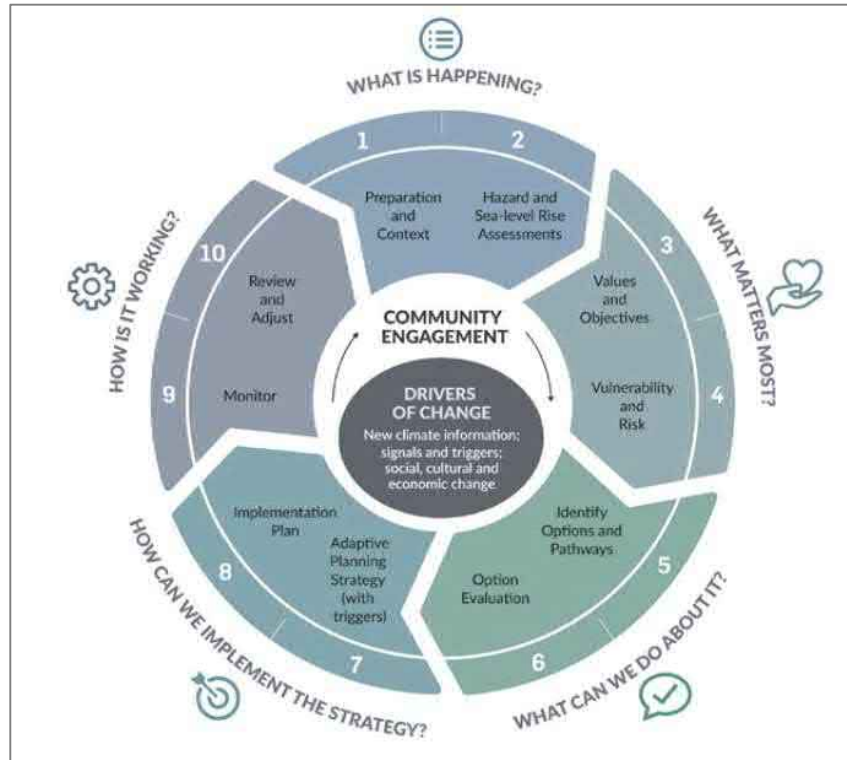 WHAT IS HAPPENING?
1
2
Preparation
and
Context
Hazard and
Sea-level Rise
Assessments
WHAT MATTERS MOST?
3
4
Values
and
Objectives
Vulnerability
and
Risk
WHAT CAN WE DO ABOUT IT?
5
6
Identify
Options and
Pathways
Option
Evaluation
HOW CAN WE IMPLEMENT THE STRATEGY?
7
8
Adaptive
Planning
Strategy
(with
triggers)
Implementation
Plan
HOW IS IT WORKING?
9
10
Monitor
Review
and
Adjust
COMMUNITY
ENGAGEMENT
DRIVERS
OF CHANGE
New climate information;
signals and triggers;
social, cultural and
economic change